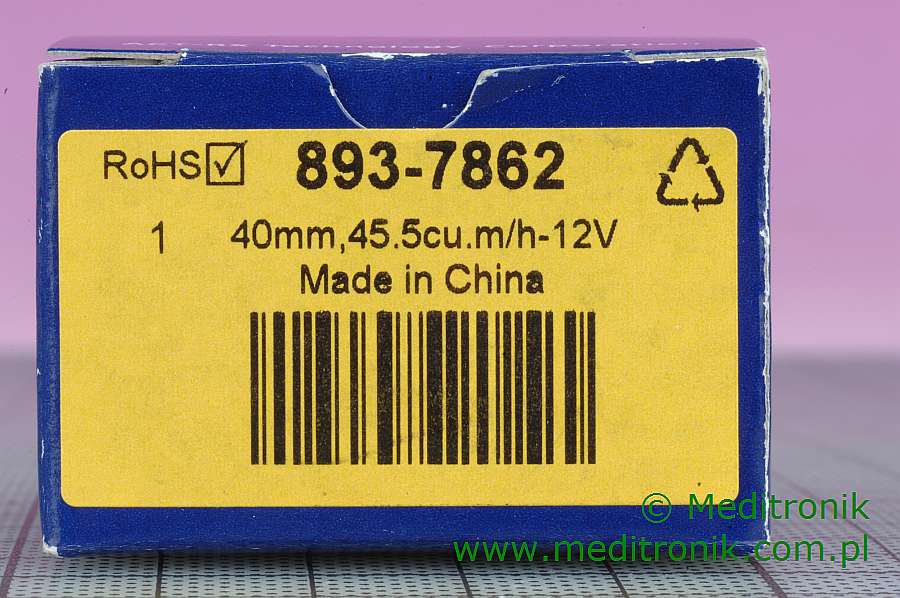 RoHS 893-7862
1 40mm,45.5cu.m/h-12V
Made in China
© Meditronik
www.meditronik.com.pl